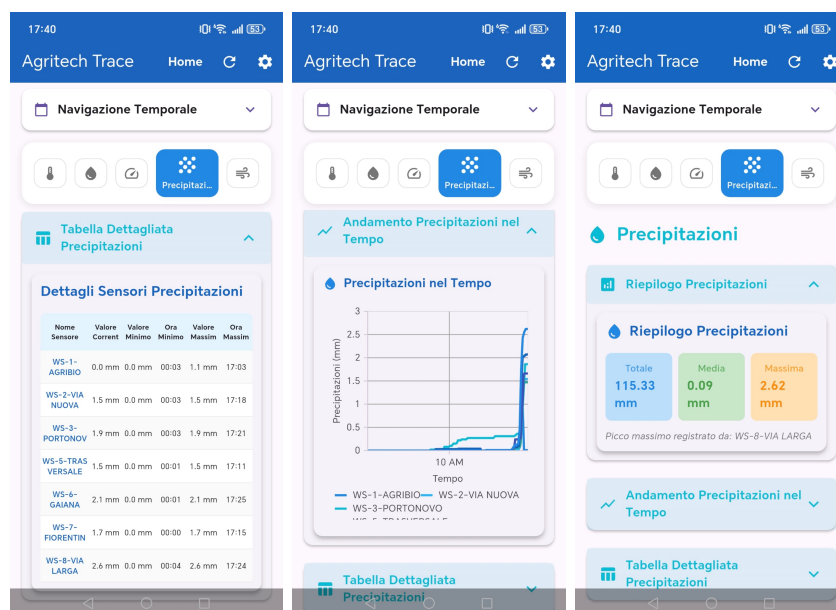 17:40
53
Agritech Trace Home
Navigazione Temporale
Precipitazi...
Tabella Dettagliata
Precipitazioni
Dettagli Sensori Precipitazioni
Nome Valore Valore Ora Valore Ora
Sensore Corrent Minimo Minimo Massim Massim
WS-1-
AGRIBIO 0.0 mm 0.0 mm 00:03 1.1 mm 17:03
WS-2-VIA
NUOVA 1.5 mm 0.0 mm 00:03 1.5 mm 17:18
WS-3-
PORTONOV 1.9 mm 0.0 mm 00:03 1.9 mm 17:21
WS-5-TRAS
VERSALE 1.5 mm 0.0 mm 00:01 1.5 mm 17:11
WS-6-
GAIANA 2.1 mm 0.0 mm 00:01 2.1 mm 17:25
WS-7-
FIORENTIN 1.7 mm 0.0 mm 00:00 1.7 mm 17:15
WS-8-VIA
LARGA 2.6 mm 0.0 mm 00:04 2.6 mm 17:24
17:40
53
Agritech Trace Home
Navigazione Temporale
Precipitazi...
Andamento Precipitazioni nel
Tempo
Precipitazioni nel Tempo
Precipitazioni (mm)
3
2.5
2
1.5
1
0.5
0
10 AM
Tempo
WS-1-AGRIBIO WS-2-VIA NUOVA
WS-3-PORTONOVO
WS-5-TRASVERSALE
Tabella Dettagliata
Precipitazioni
17:40
53
Agritech Trace Home
Navigazione Temporale
Precipitazi...
Precipitazioni
Riepilogo Precipitazioni
Riepilogo Precipitazioni
Totale Media Massima
115.33 0.09 2.62
mm mm mm
Picco massimo registrato da: WS-8-VIA LARGA
Andamento Precipitazioni nel
Tempo
Tabella Dettagliata
Precipitazioni